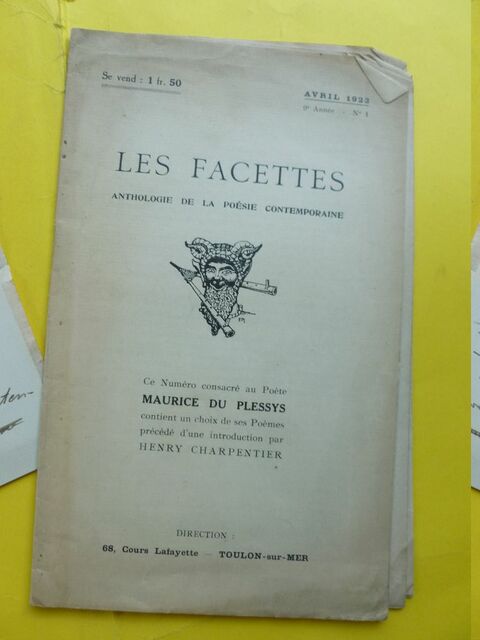 Se vend : 1 fr. 50
AVRIL 1923
9e Année - N° 1
LES FACETTES
ANTHOLOGIE DE LA POÉSIE CONTEMPORAINE
Ce Numéro consacré au Poète
MAURICE DU PLESSYS
contient un choix de ses Poèmes
précédé d'une introduction par
HENRY CHARPENTIER
DIRECTION :
68, Cours Lafayette — TOULON-sur-MER